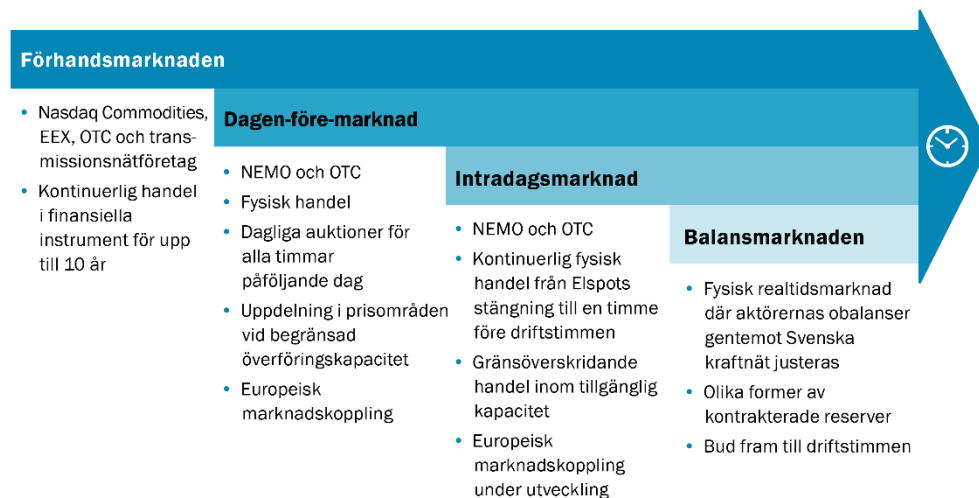 Förhandsmarknaden
• Nasdaq Commodities,
EEX, OTC och trans-
missionsnätföretag
• Kontinuerlig handel
i finansiella
instrument för upp
till 10 år
Dagen-före-marknad
• NEMO och OTC
• Fysisk handel
• Dagliga auktioner för
alla timmar
påföljande dag
• Uppdelning i prisområden
vid begränsad
överföringskapacitet
• Europeisk
marknadskoppling
Intradagsmarknad
• NEMO och OTC
• Kontinuerlig fysisk
handel från Elspots
stängning till en timme
före driftstimmen
• Gränsöverskridande
handel inom tillgänglig
kapacitet
• Europeisk
marknadskoppling
under utveckling
Balansmarknaden
• Fysisk realtidsmarknad
där aktörernas obalanser
gentemot Svenska
kraftnät justeras
• Olika former av
kontrakterade reserver
• Bud fram till driftstimmen